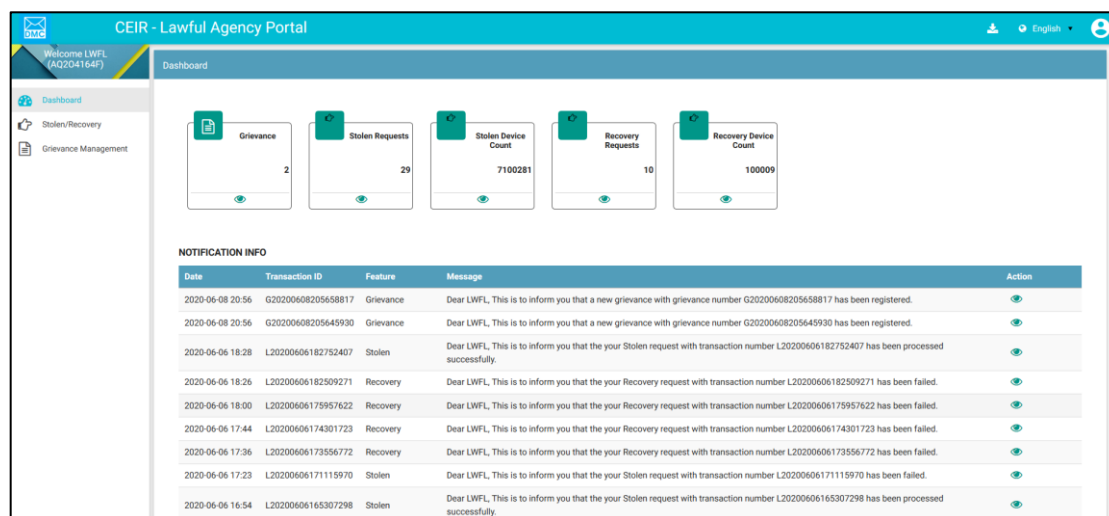 DMC
CEIR - Lawful Agency Portal
English
Welcome LWFL
(AQ204164F)
Dashboard
Dashboard
Stolen/Recovery
Grievance Management
Grievance
2
Stolen Requests
29
Stolen Device
Count
7100281
Recovery
Requests
10
Recovery Device
Count
100009
NOTIFICATION INFO
Date Transaction ID Feature Message Action
2020-06-08 20:56 G20200608205658817 Grievance Dear LWFL, This is to inform you that a new grievance with grievance number G20200608205658817 has been registered.
2020-06-08 20:56 G20200608205645930 Grievance Dear LWFL, This is to inform you that a new grievance with grievance number G20200608205645930 has been registered.
2020-06-06 18:28 L20200606182752407 Stolen Dear LWFL, This is to inform you that the your Stolen request with transaction number L20200606182752407 has been processed
successfully.
2020-06-06 18:26 L20200606182509271 Recovery Dear LWFL, This is to inform you that the your Recovery request with transaction number L20200606182509271 has been failed.
2020-06-06 18:00 L20200606175957622 Recovery Dear LWFL, This is to inform you that the your Recovery request with transaction number L20200606175957622 has been failed.
2020-06-06 17:44 L20200606174301723 Recovery Dear LWFL, This is to inform you that the your Recovery request with transaction number L20200606174301723 has been failed.
2020-06-06 17:36 L20200606173556772 Recovery Dear LWFL, This is to inform you that the your Recovery request with transaction number L20200606173556772 has been failed.
2020-06-06 17:23 L20200606171115970 Stolen Dear LWFL, This is to inform you that the your Stolen request with transaction number L20200606171115970 has been failed.
2020-06-06 16:54 L20200606165307298 Stolen Dear LWFL, This is to inform you that the your Stolen request with transaction number L20200606165307298 has been processed
successfully.